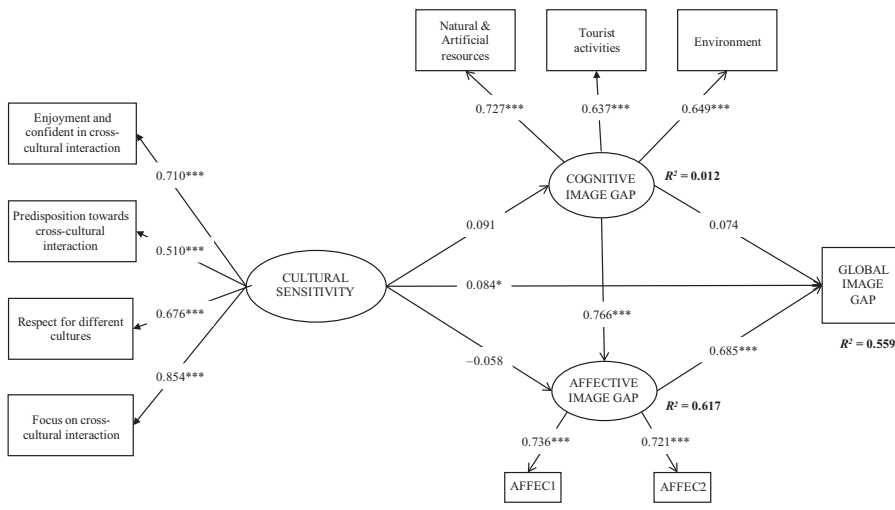 Natural &
Artificial
resources
Tourist
activities
Environment
Enjoyment and
confident in cross-
cultural interaction
0.727***
0.637***
0.649***
0.710***
COGNITIVE
IMAGE GAP
R² = 0.012
Predisposition towards
cross-cultural
interaction
0.510***
0.091
0.074
CULTURAL
SENSITIVITY
0.084*
GLOBAL
IMAGE
GAP
R² = 0.559
Respect for different
cultures
0.676***
0.766***
0.685***
–0.058
0.854***
AFFECTIVE
IMAGE GAP
R² = 0.617
Focus on cross-
cultural interaction
0.736***
0.721***
AFFEC1
AFFEC2